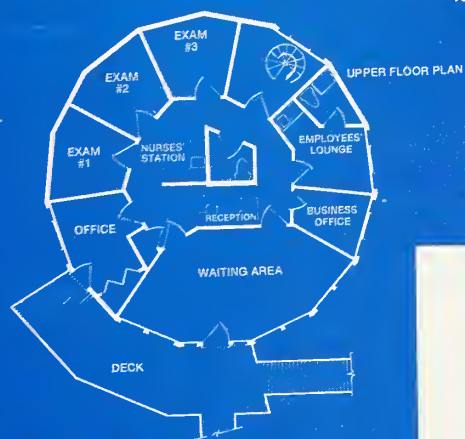 EXAM
#3
UPPER FLOOR PLAN
EXAM
#2
EXAM
#1
NURSES'
STATION
EMPLOYEES'
LOUNGE
OFFICE
RECEPTION
BUSINESS
OFFICE
WAITING AREA
DECK